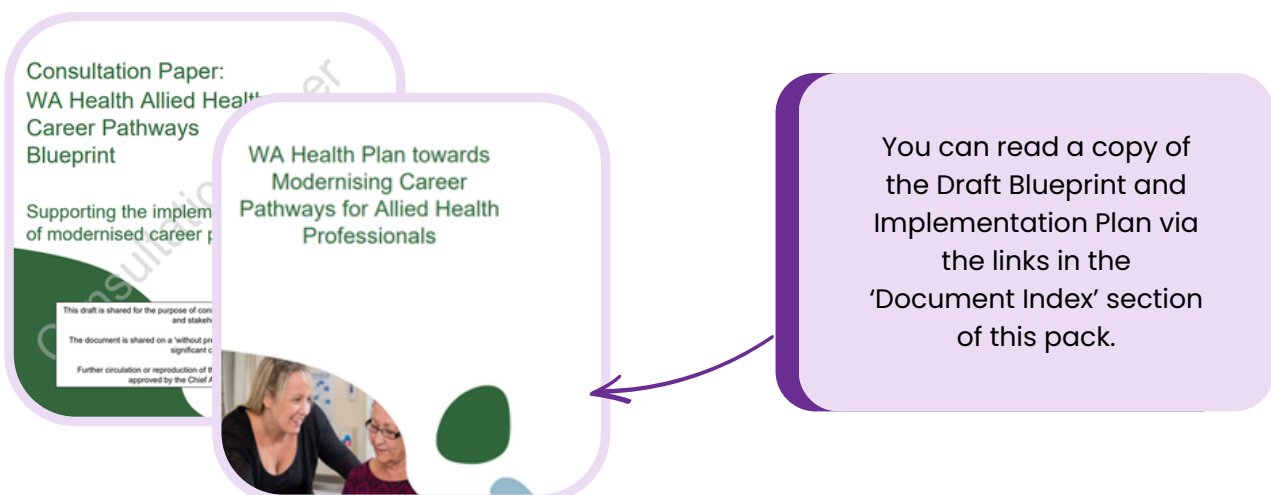 Consultation Paper:
WA Health Allied Health
Career Pathways
Blueprint
Supporting the implem
of modernised career p
This draft is shared for the purpose of con
and stakeh
The document is shared on a 'without pre
significant c
Further circulation or reproduction of th
approved by the Chief A
WA Health Plan towards
Modernising Career
Pathways for Allied Health
Professionals
You can read a copy of
the Draft Blueprint and
Implementation Plan via
the links in the
‘Document Index’ section
of this pack.